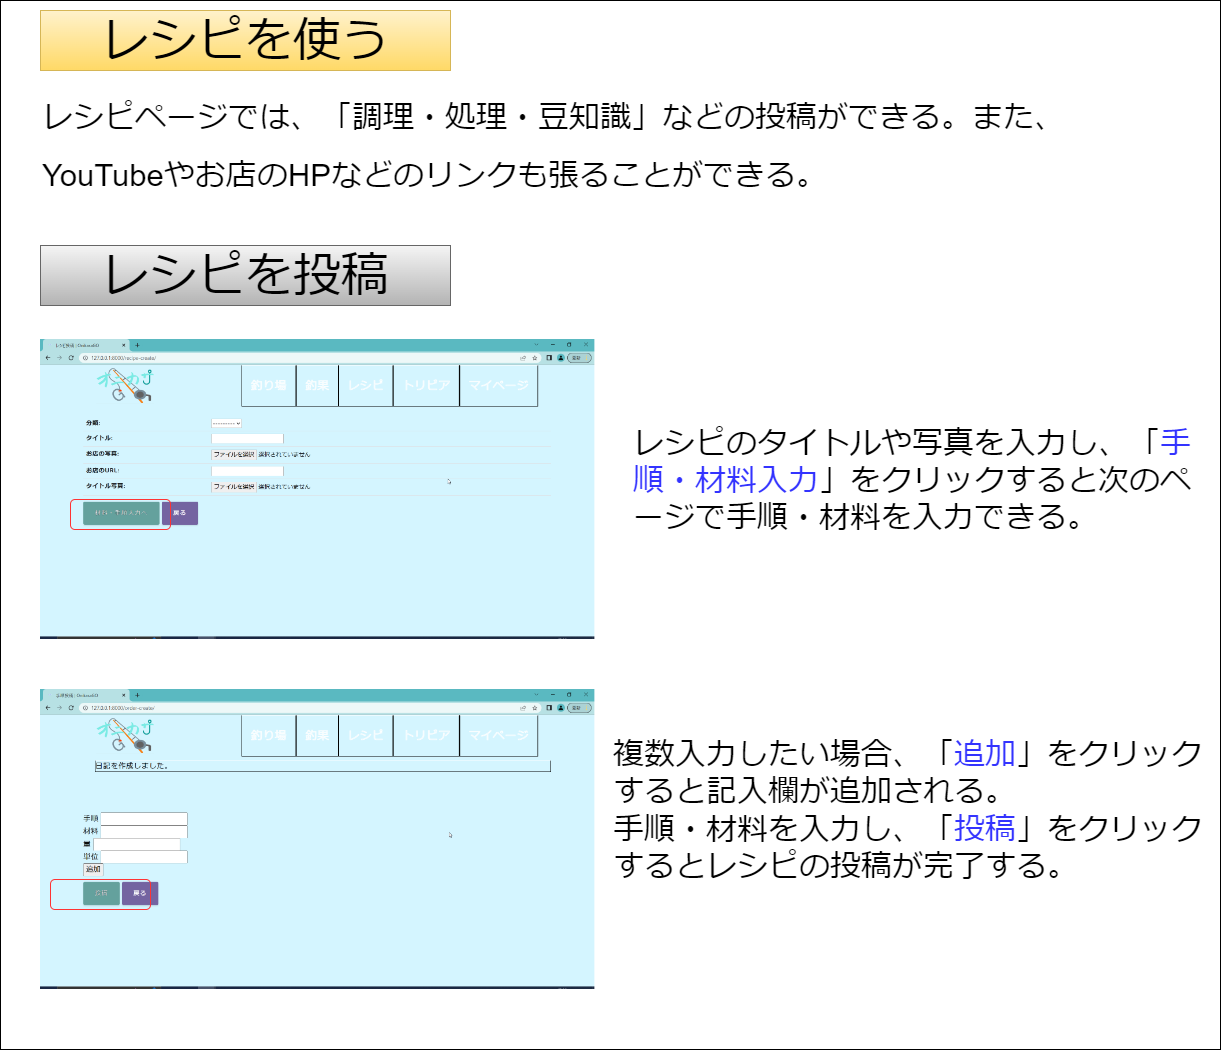 レシピを使う
レシピページでは、「調理・処理・豆知識」などの投稿ができる。また、
YouTubeやお店のHPなどのリンクも張ることができる。
レシピを投稿
127.0.0.1:8000/recipe-create/
釣り場 釣果 レシピ トリビア マイページ
分類: ---------
タイトル:
お店の写真: ファイルを選択 選択されていません
お店のURL:
タイトル写真: ファイルを選択 選択されていません
材料・手順入力へ 戻る
レシピのタイトルや写真を入力し、「手
順・材料入力」をクリックすると次のペ
ージで手順・材料を入力できる。
127.0.0.1:8000/order-create/
釣り場 釣果 レシピ トリビア マイページ
日記を作成しました。
手順
材料
量
単位
追加
戻る
複数入力したい場合、「追加」をクリック
すると記入欄が追加される。
手順・材料を入力し、「投稿」をクリック
するとレシピの投稿が完了する。